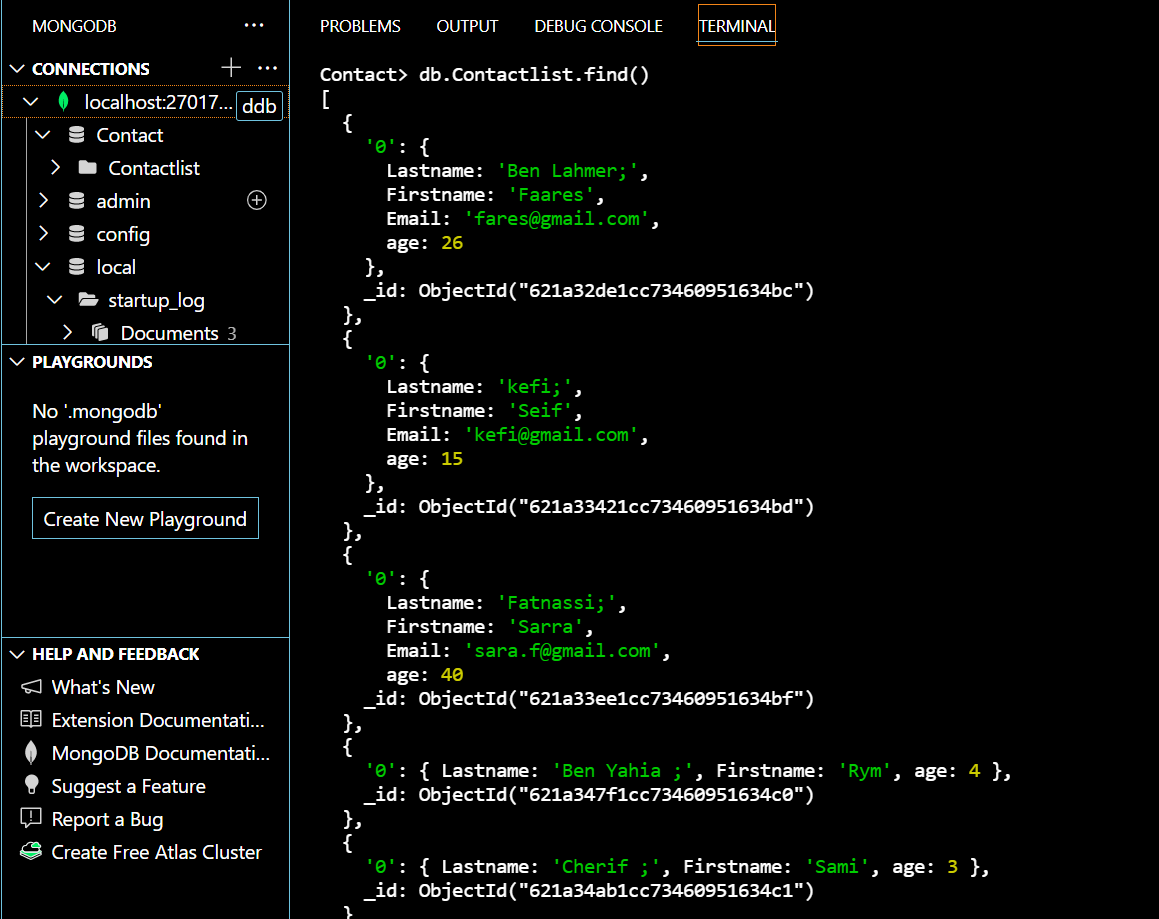 MONGODB
CONNECTIONS
localhost:27017...
ddb
Contact
Contactlist
admin
config
local
startup_log
Documents 3
PLAYGROUNDS
No '.mongodb'
playground files found in
the workspace.
Create New Playground
HELP AND FEEDBACK
What's New
Extension Documentati...
MongoDB Documentati...
Suggest a Feature
Report a Bug
Create Free Atlas Cluster
PROBLEMS OUTPUT DEBUG CONSOLE TERMINAL
Contact> db.Contactlist.find()
[
{
'0': {
Lastname: 'Ben Lahmer;',
Firstname: 'Faares',
Email: 'fares@gmail.com',
age: 26
},
_id: ObjectId("621a32de1cc73460951634bc")
},
{
'0': {
Lastname: 'kefi;',
Firstname: 'Seif',
Email: 'kefi@gmail.com',
age: 15
},
_id: ObjectId("621a33421cc73460951634bd")
},
{
'0': {
Lastname: 'Fatnassi;',
Firstname: 'Sarra',
Email: 'sara.f@gmail.com',
age: 40
_id: ObjectId("621a33ee1cc73460951634bf")
},
{
'0': { Lastname: 'Ben Yahia ;', Firstname: 'Rym', age: 4 },
_id: ObjectId("621a347f1cc73460951634c0")
},
{
'0': { Lastname: 'Cherif ;', Firstname: 'Sami', age: 3 },
_id: ObjectId("621a34ab1cc73460951634c1")
}